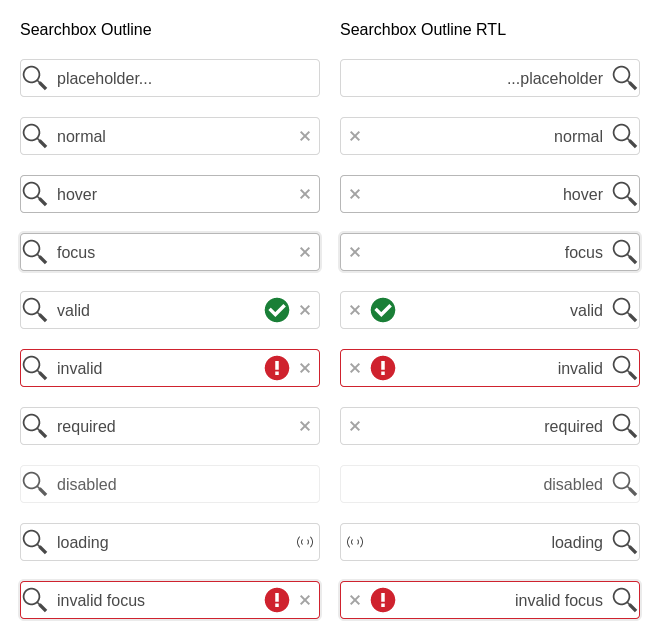 Searchbox Outline
placeholder...
normal
hover
focus
valid
invalid
required
disabled
loading
invalid focus
Searchbox Outline RTL
...placeholder
normal
hover
focus
valid
invalid
required
disabled
loading
invalid focus